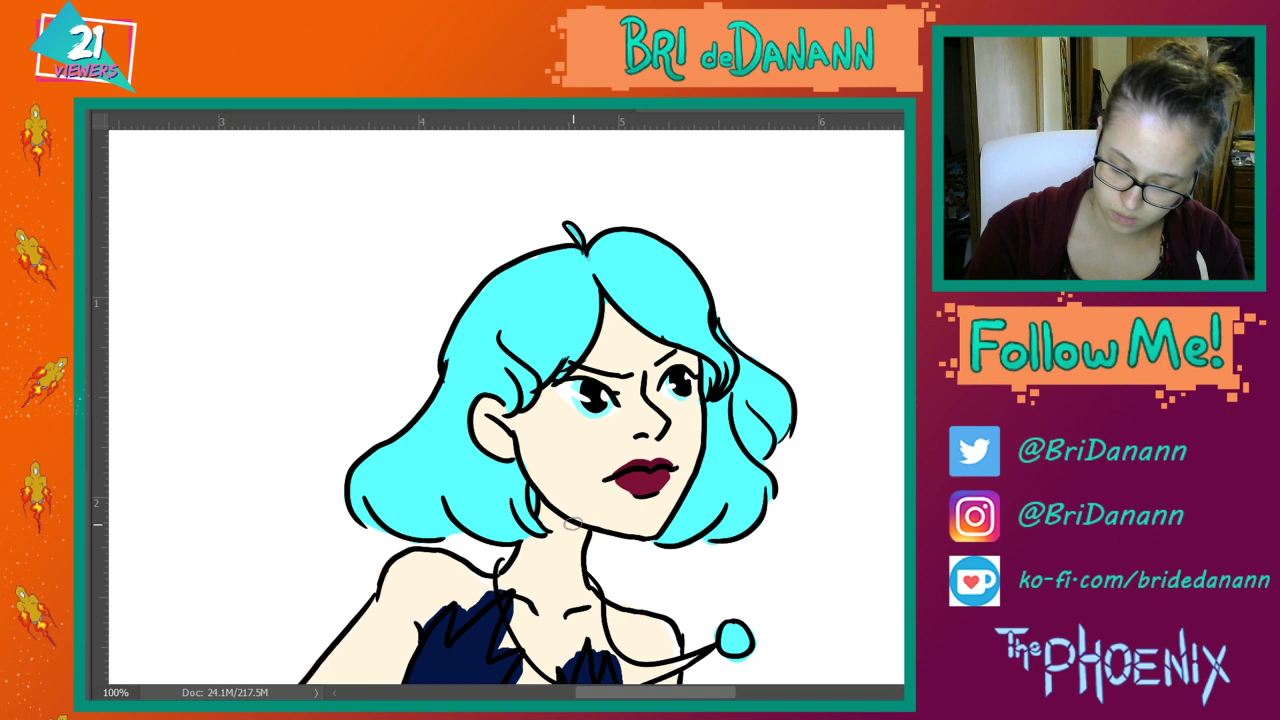 21
VIEWERS
BRI deDANANN
3
4
5
6
1
2
Follow Me!
@BriDanann
@BriDanann
ko-fi.com/bridedanann
The PHOENIX
100%
Doc: 24.1M/217.5M